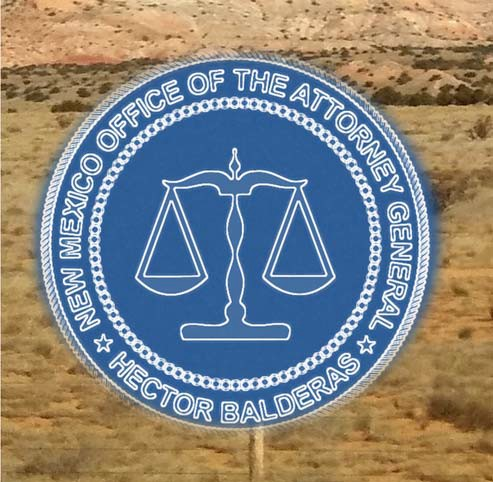 NEW MEXICO OFFICE OF THE ATTORNEY GENERAL
★ HECTOR BALDERAS ★